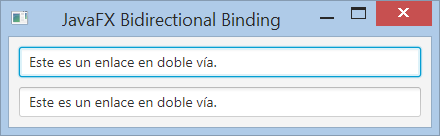 JavaFX Bidirectional Binding
Este es un enlace en doble vía.
Este es un enlace en doble vía.